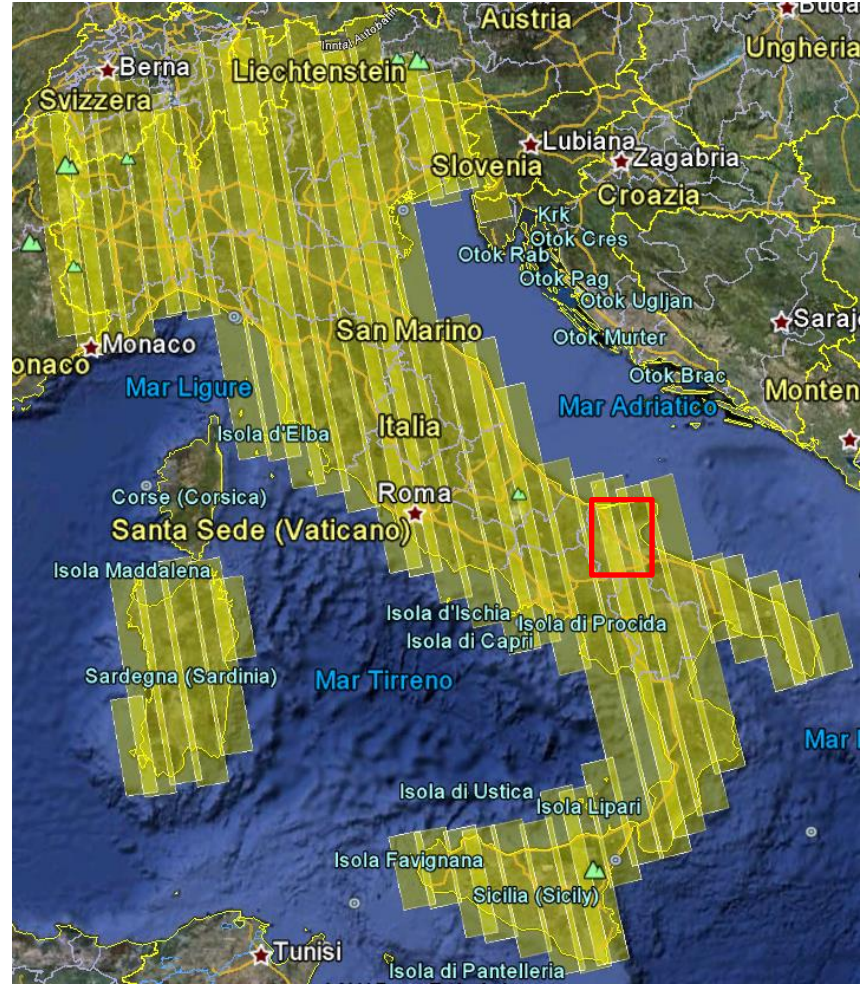 Austria
Buda
Inntal Autobahn
Ungheria
Berna
Liechtenstein
Svizzera
Lubiana
Zagabria
Slovenia
Croazia
Krk
Otok Cres
Otok Rab
Otok Pag
Otok Ugljan
Saraj
San Marino
Otok Murter
Monaco
onaco
Otok Brac
Mar Ligure
Monten
Mar Adriatico
Italia
Isola d'Elba
Corse (Corsica)
Roma
Santa Sede (Vaticano)
Isola Maddalena
Isola d'Ischia
Isola di Procida
Isola di Capri
Sardegna (Sardinia)
Mar Tirreno
Mar
Isola di Ustica
Isola Lipari
Isola Favignana
Sicilia (Sicily)
Tunisi
Isola di Pantelleria